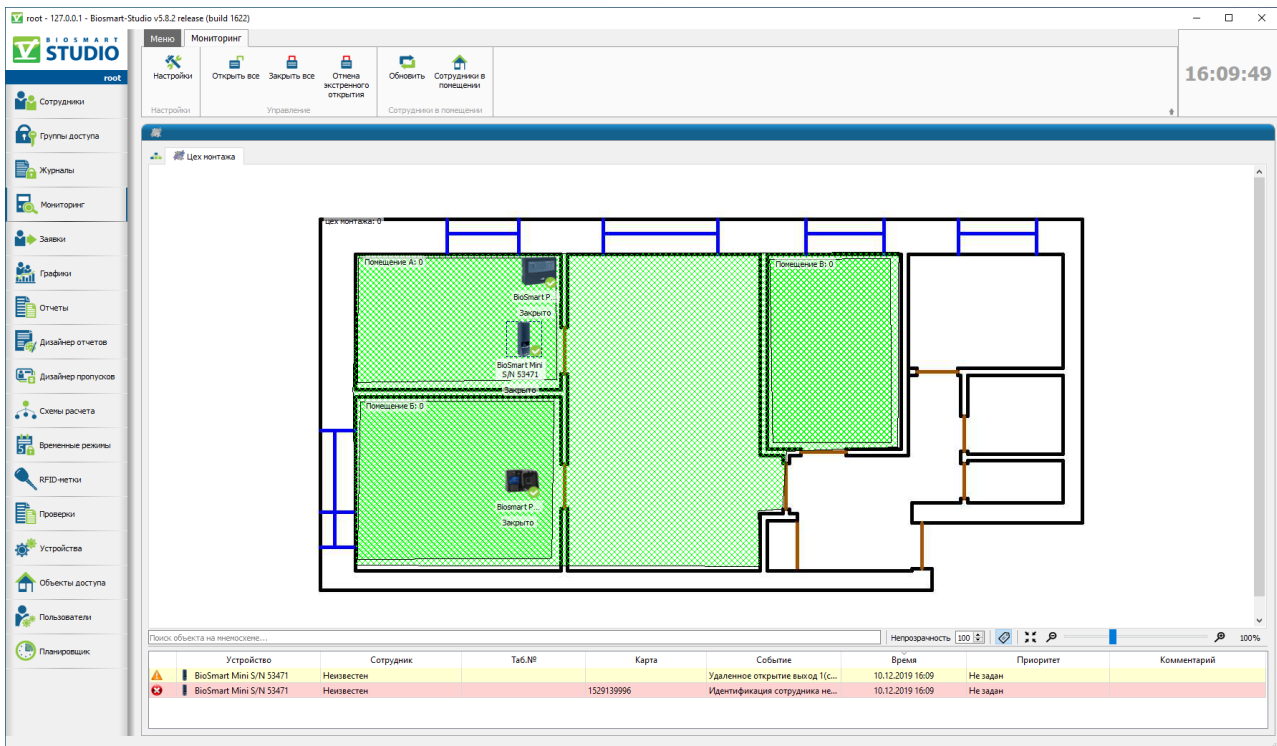 root - 127.0.0.1 - Biosmart-Studio v5.8.2 release (build 1622)
BIOSMART
STUDIO
root
Меню
Мониторинг
Настройки
Открыть все
Закрыть все
Отмена
экстренного
открытия
Обновить
Сотрудники в
помещении
Настройки
Управление
Сотрудники в помещении
16:09:49
Сотрудники
Группы доступа
Журналы
Мониторинг
Заявки
Графики
Отчеты
Дизайнер отчетов
Дизайнер пропусков
Схемы расчета
Временные режимы
RFID-метки
Проверки
Устройства
Объекты доступа
Пользователи
Планировщик
Цех монтажа
цех монтажа: 0
Помещение А: 0
BioSmart P...
Закрыто
BioSmart Mini
S/N 53471
Закрыто
Помещение Б: 0
Biosmart P...
Закрыто
Помещение В: 0
Поиск объекта на мнемосхеме...
Непрозрачность 100
100%
Устройство Сотрудник Таб.№ Карта Событие Время Приоритет Комментарий
BioSmart Mini S/N 53471 Неизвестен Удаленное открытие выход 1(с... 10.12.2019 16:09 Не задан
BioSmart Mini S/N 53471 Неизвестен 1529139996 Идентификация сотрудника не... 10.12.2019 16:09 Не задан